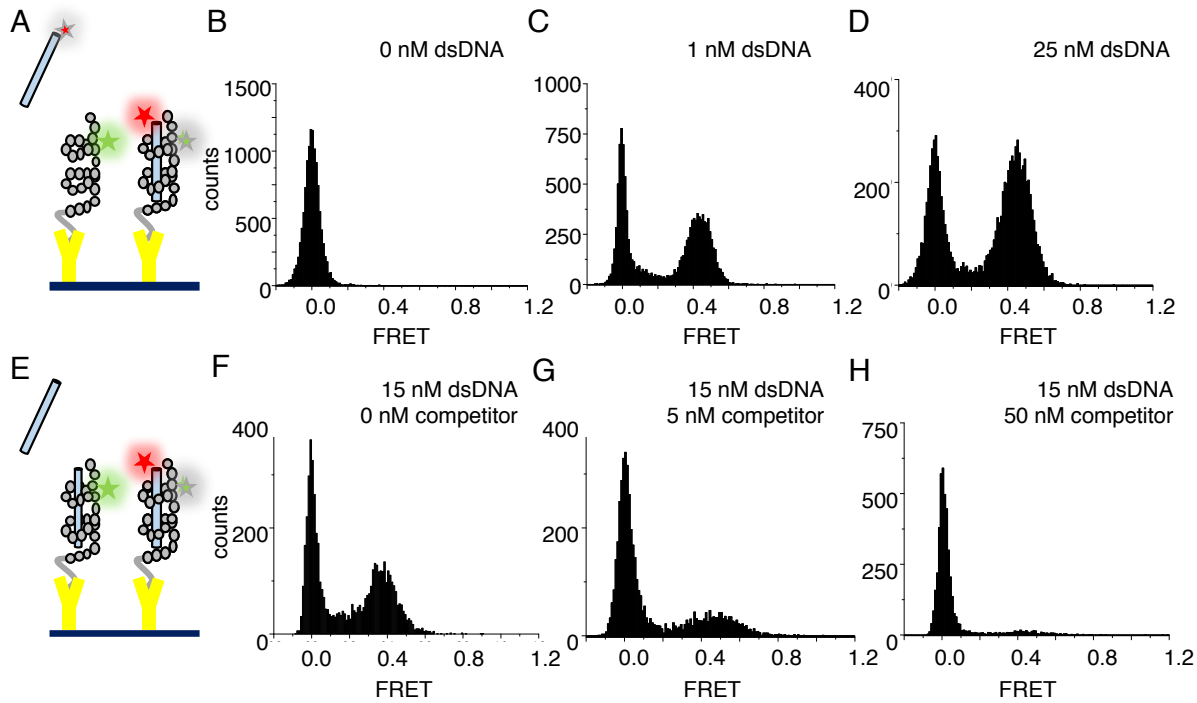 A
B
0 nM dsDNA
counts
1500
1000
500
0
0.0 0.4 0.8 1.2
FRET
C
1 nM dsDNA
1000
750
500
250
0
0.0 0.4 0.8 1.2
FRET
D
25 nM dsDNA
400
200
0
0.0 0.4 0.8 1.2
FRET
E
F
15 nM dsDNA
0 nM competitor
counts
400
200
0
0.0 0.4 0.8 1.2
FRET
G
15 nM dsDNA
5 nM competitor
400
200
0
0.0 0.4 0.8 1.2
FRET
H
15 nM dsDNA
50 nM competitor
750
500
250
0
0.0 0.4 0.8 1.2
FRET